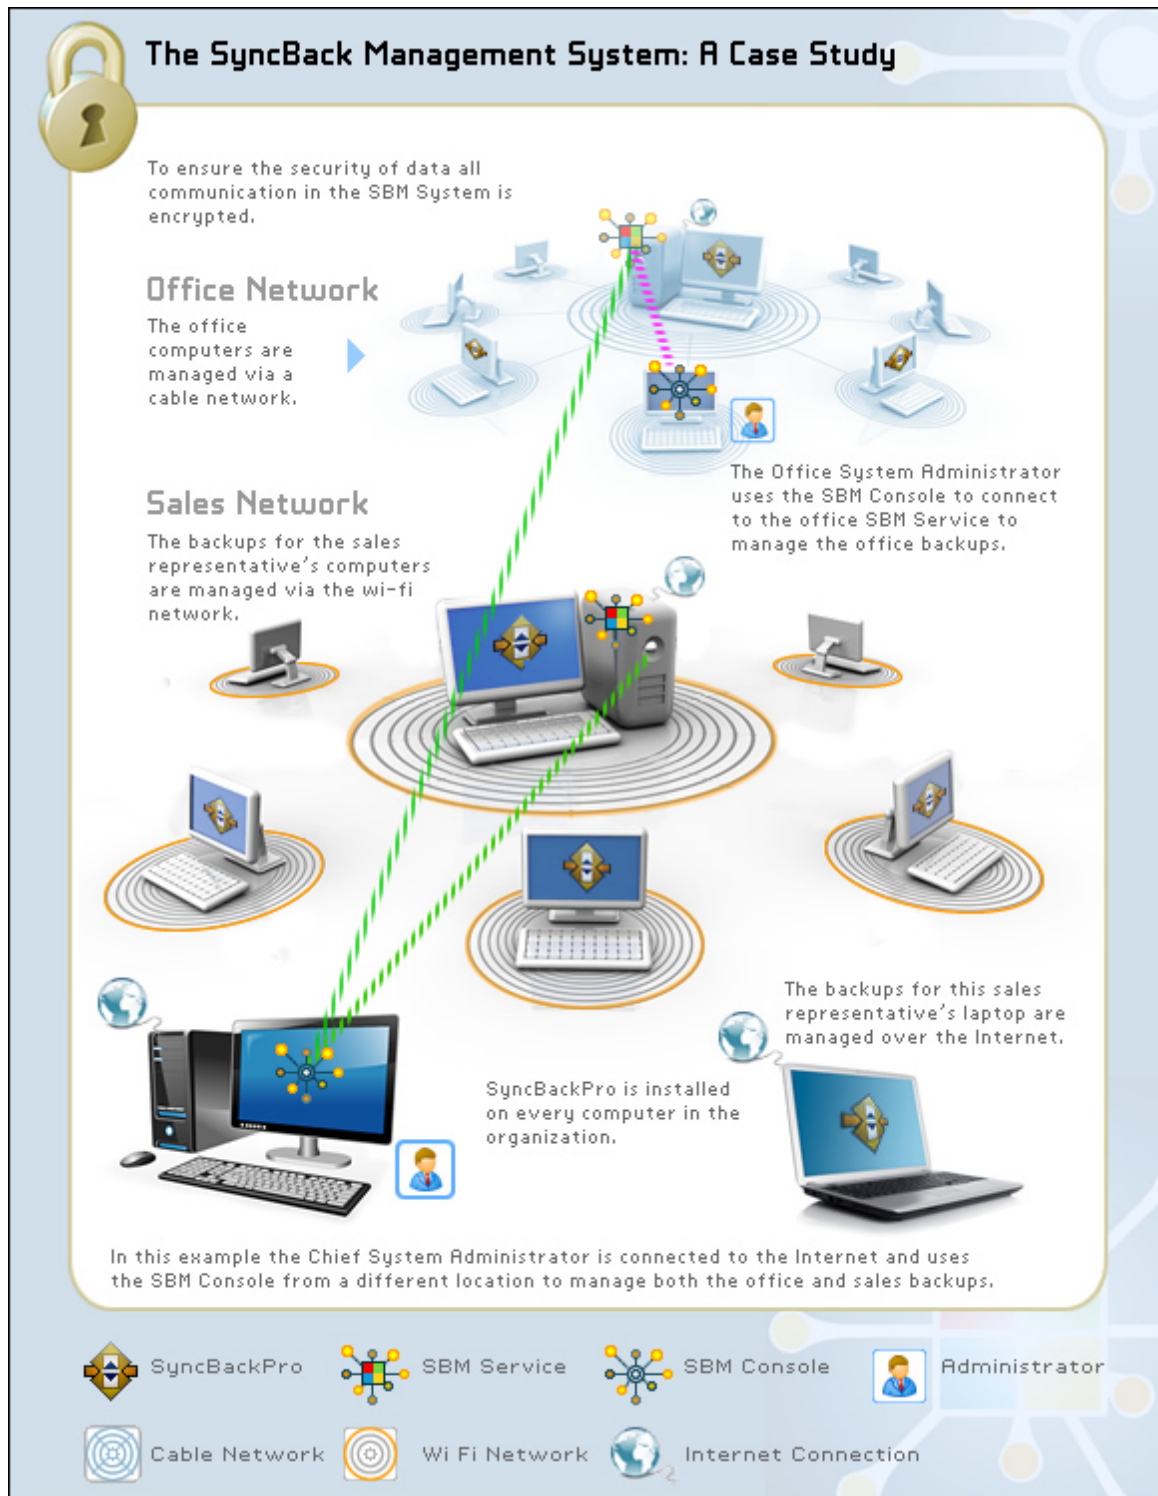 The SyncBack Management System: A Case Study
To ensure the security of data all
communication in the SBM System is
encrypted.
Office Network
The office
computers are
managed via a
cable network.
The Office System Administrator
uses the SBM Console to connect
to the office SBM Service to
manage the office backups.
Sales Network
The backups for the sales
representative's computers
are managed via the wi-fi
network.
The backups for this sales
representative's laptop are
managed over the Internet.
SyncBackPro is installed
on every computer in the
organization.
In this example the Chief System Administrator is connected to the Internet and uses
the SBM Console from a different location to manage both the office and sales backups.
SyncBackPro
SBM Service
SBM Console
Administrator
Cable Network
Wi Fi Network
Internet Connection